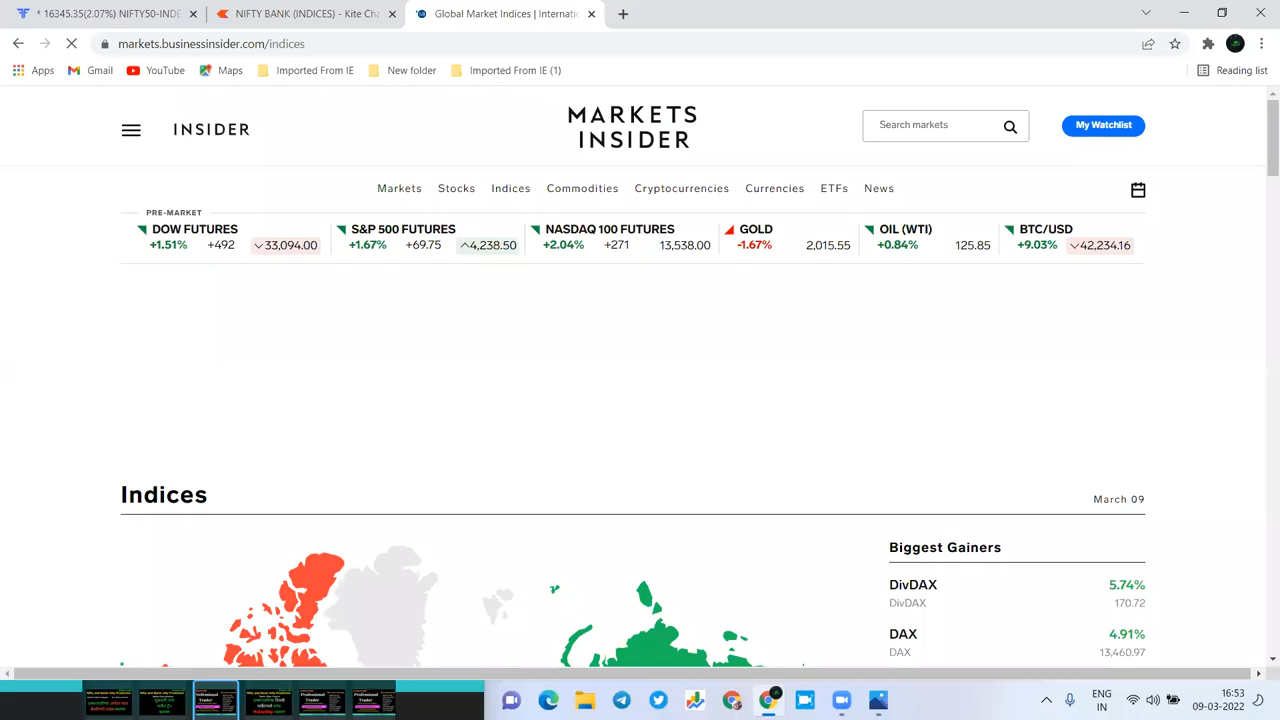 * 16345.35(2.07%) NIFTY50-INDE
NIFTY BANK (INDICES) - Kite Cha
Global Market Indices | Internatio
markets.businessinsider.com/indices
Apps
Gmail
YouTube
Maps
Imported From IE
New folder
Imported From IE (1)
Reading list
INSIDER
MARKETS
INSIDER
Search markets
My Watchlist
Markets Stocks Indices Commodities Cryptocurrencies Currencies ETFs News
PRE-MARKET
DOW FUTURES
+1.51% +492 33,094.00
S&P 500 FUTURES
+1.67% +69.75 4,238.50
NASDAQ 100 FUTURES
+2.04% +271 13,538.00
GOLD
-1.67% 2,015.55
OIL (WTI)
+0.84% 125.85
BTC/USD
+9.03% 42,234.16
Indices
March 09
Biggest Gainers
DivDAX 5.74%
DivDAX 170.72
DAX 4.91%
DAX 13,460.97
16:53
09-03-2022